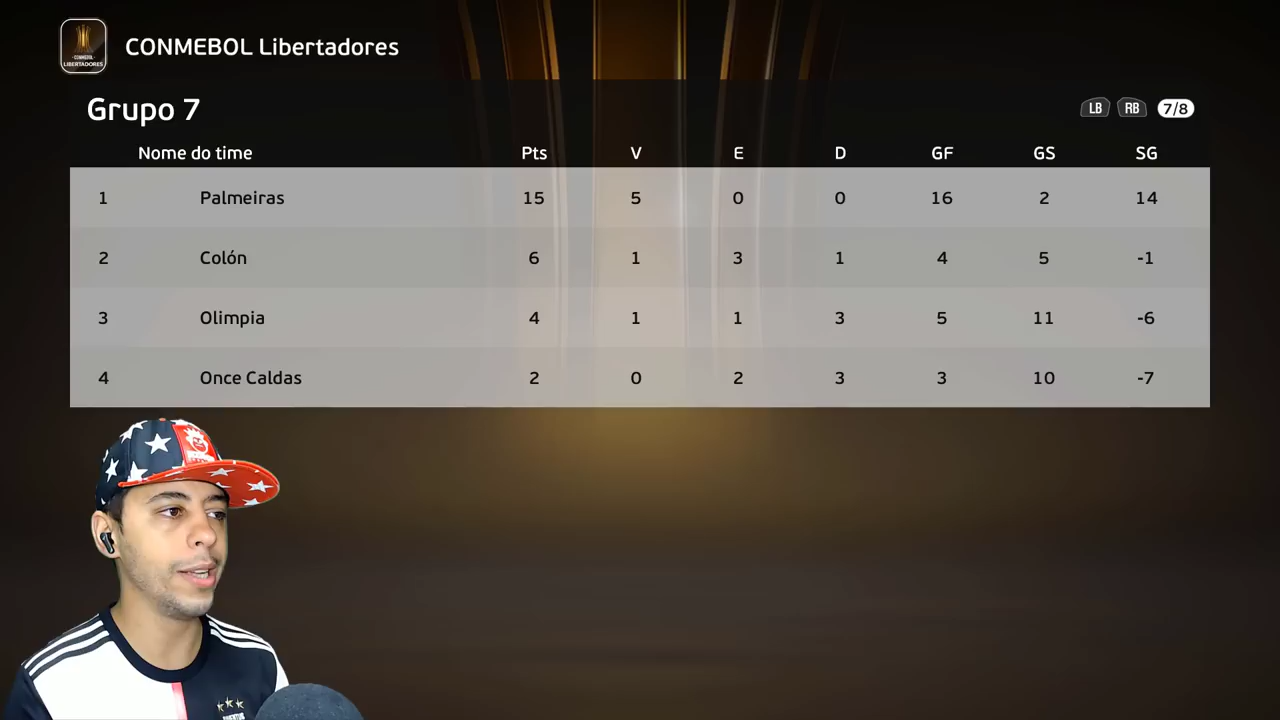 CONMEBOL Libertadores
CONMEBOL
LIBERTADORES
Grupo 7
LB RB 7/8
Nome do time Pts V E D GF GS SG
1 Palmeiras 15 5 0 0 16 2 14
2 Colón 6 1 3 1 4 5 -1
3 Olimpia 4 1 1 3 5 11 -6
4 Once Caldas 2 0 2 3 3 10 -7